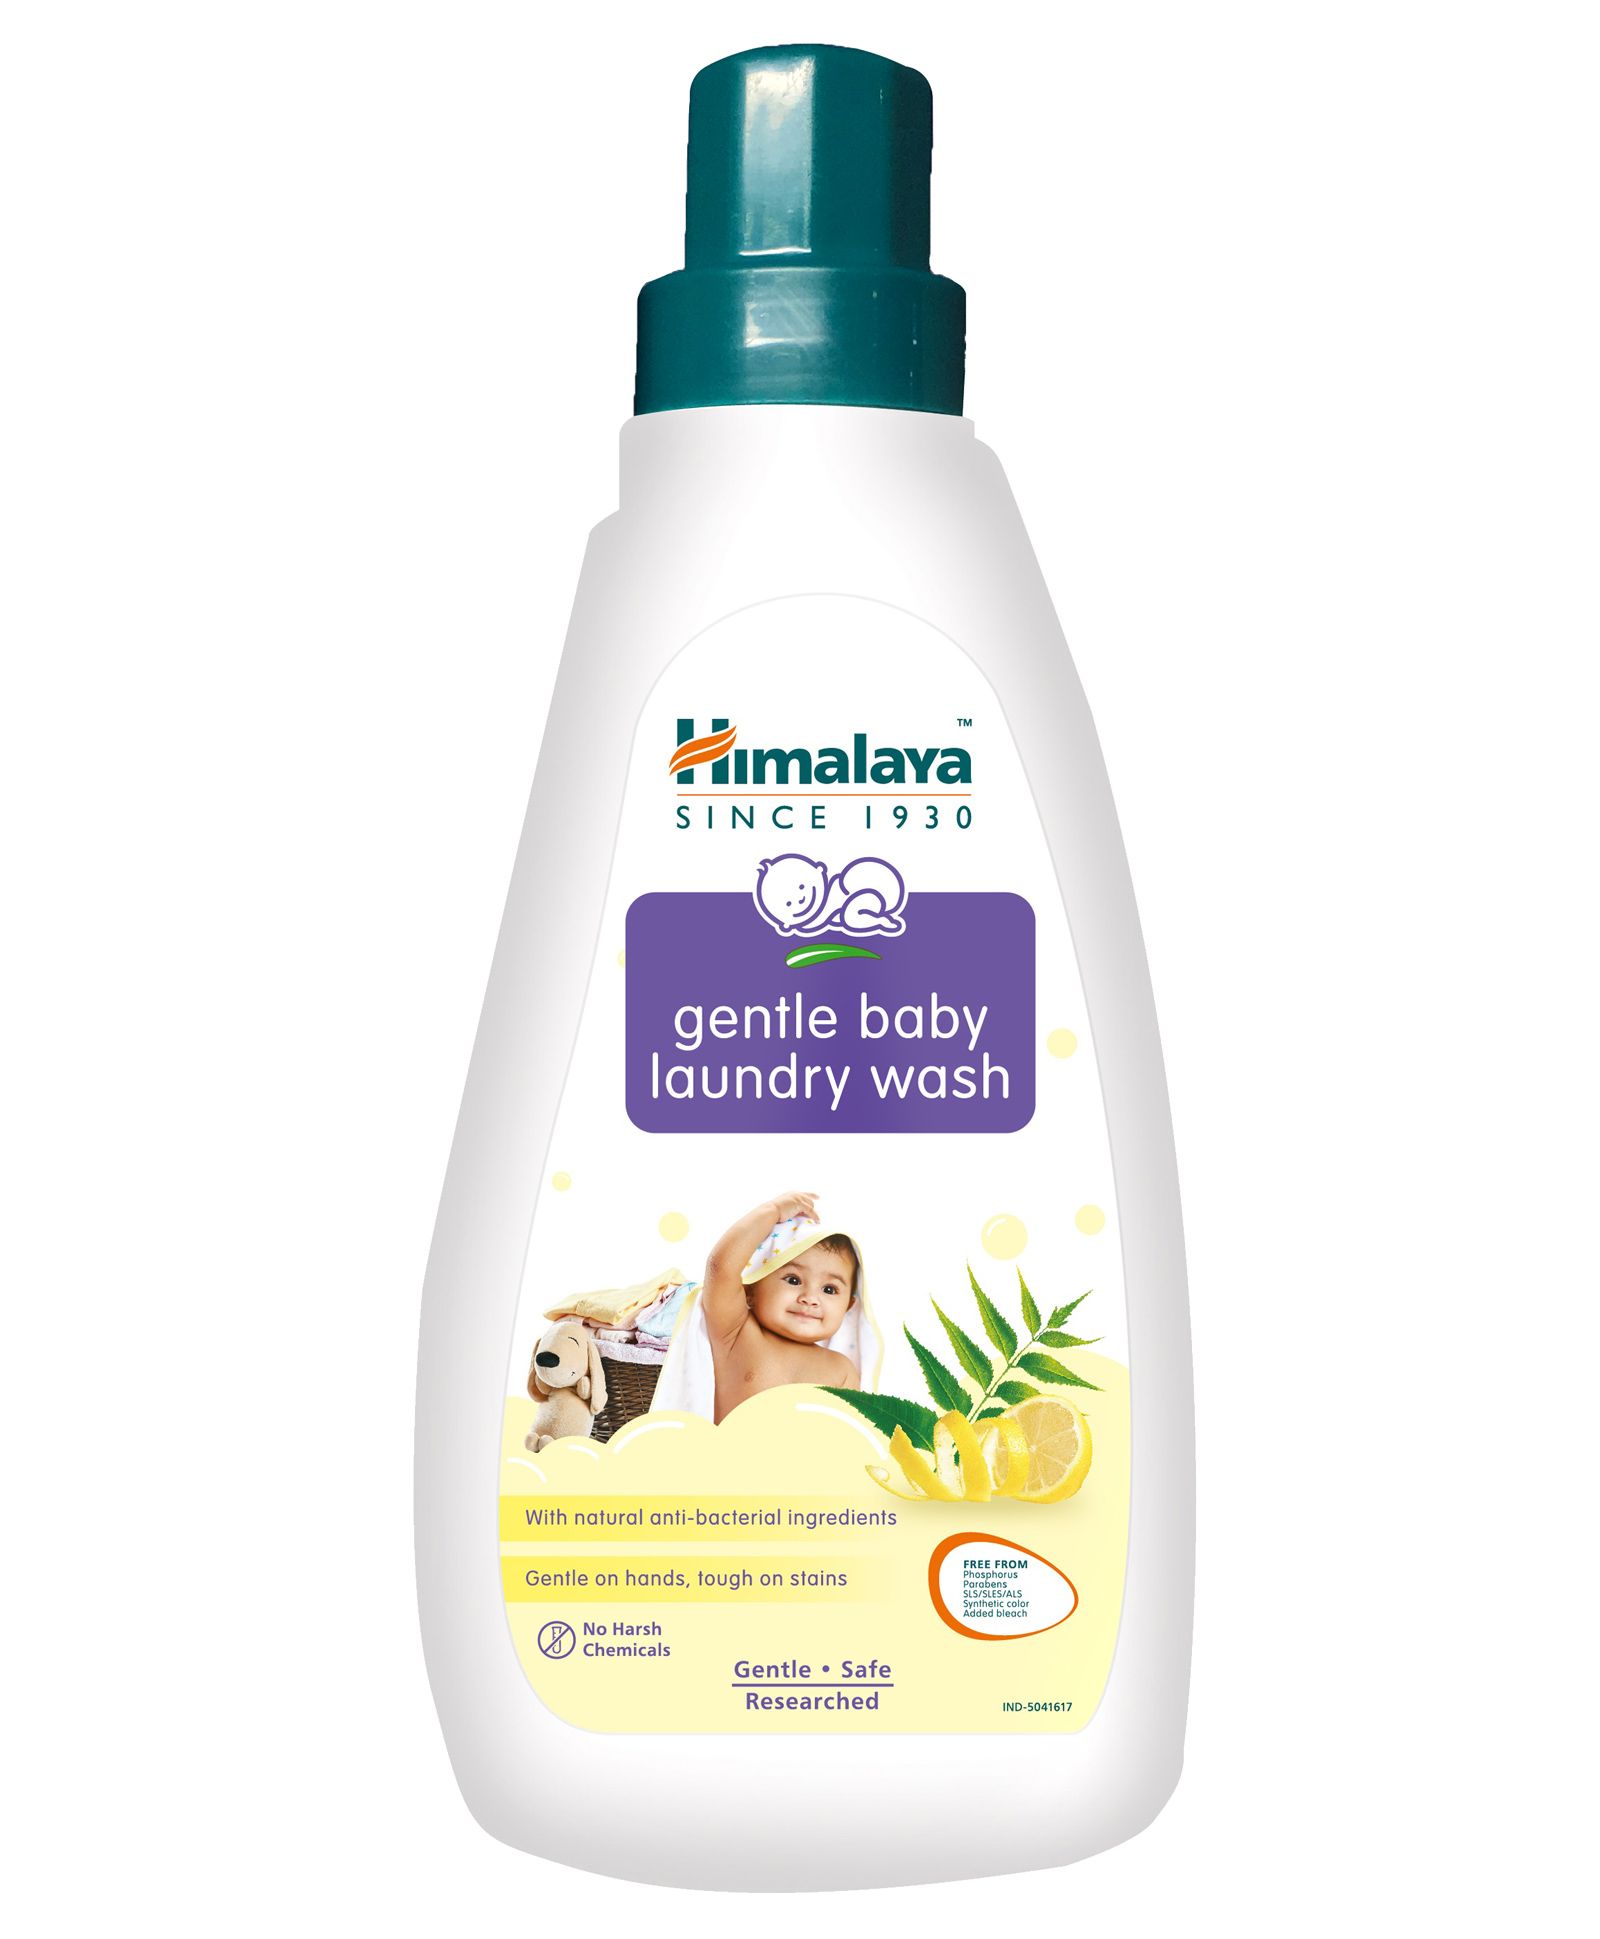 Himalaya™
SINCE 1930
gentle baby
laundry wash
With natural anti-bacterial ingredients
Gentle on hands, tough on stains
FREE FROM
Phosphorus
Parabens
SLS/SLES/ALS
Synthetic color
Added bleach
No Harsh
Chemicals
Gentle • Safe
Researched
IND-5041617